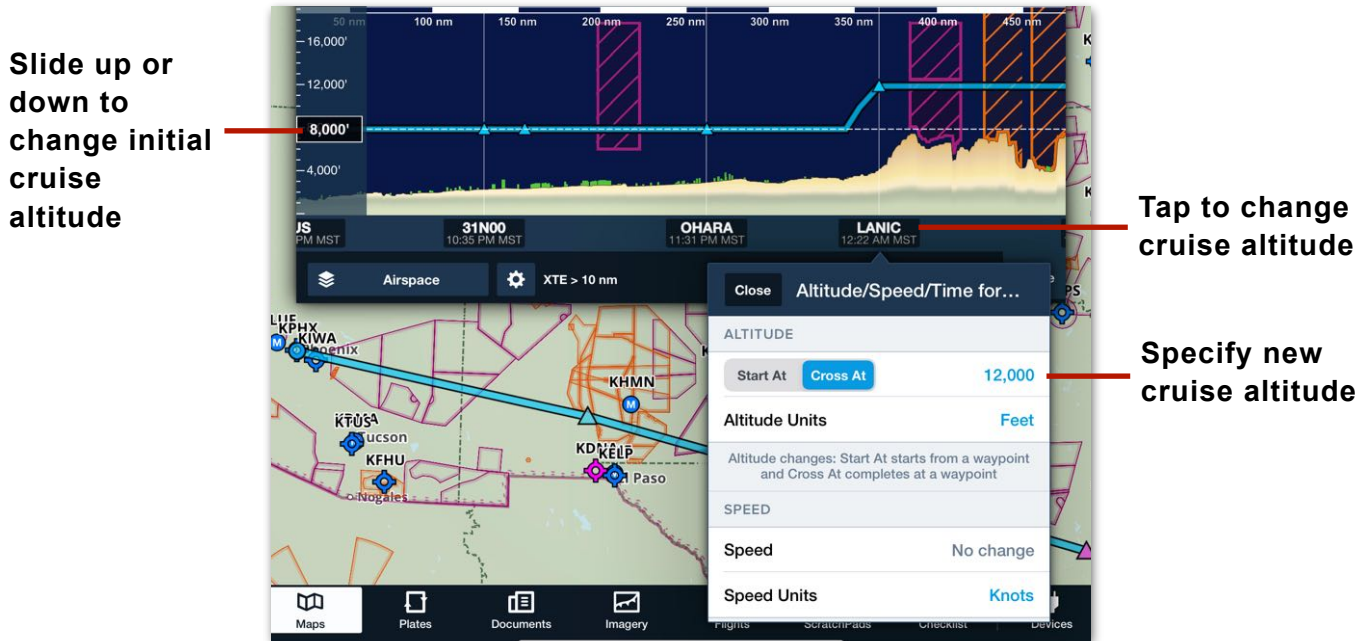 Slide up or
down to
change initial
cruise
altitude
50 nm 100 nm 150 nm 200 nm 250 nm 300 nm 350 nm 400 nm 450 nm
16,000'
12,000'
8,000'
4,000'
US 31N00 OHARA LANIC
PM MST 10:35 PM MST 11:31 PM MST 12:22 AM MST
Airspace XTE > 10 nm
Tap to change
cruise altitude
Specify new
cruise altitude
Close Altitude/Speed/Time for...
ALTITUDE
Start At Cross At 12,000
Altitude Units Feet
Altitude changes: Start At starts from a waypoint
and Cross At completes at a waypoint
SPEED
Speed No change
Speed Units Knots
KPHX
KIWA
Phoenix
M
KHMN
M
KTUS
Tucson
KFHU
KELP
El Paso
Nogales
PS
Maps Plates Documents Imagery Flights ScratchPads Checklist Devices